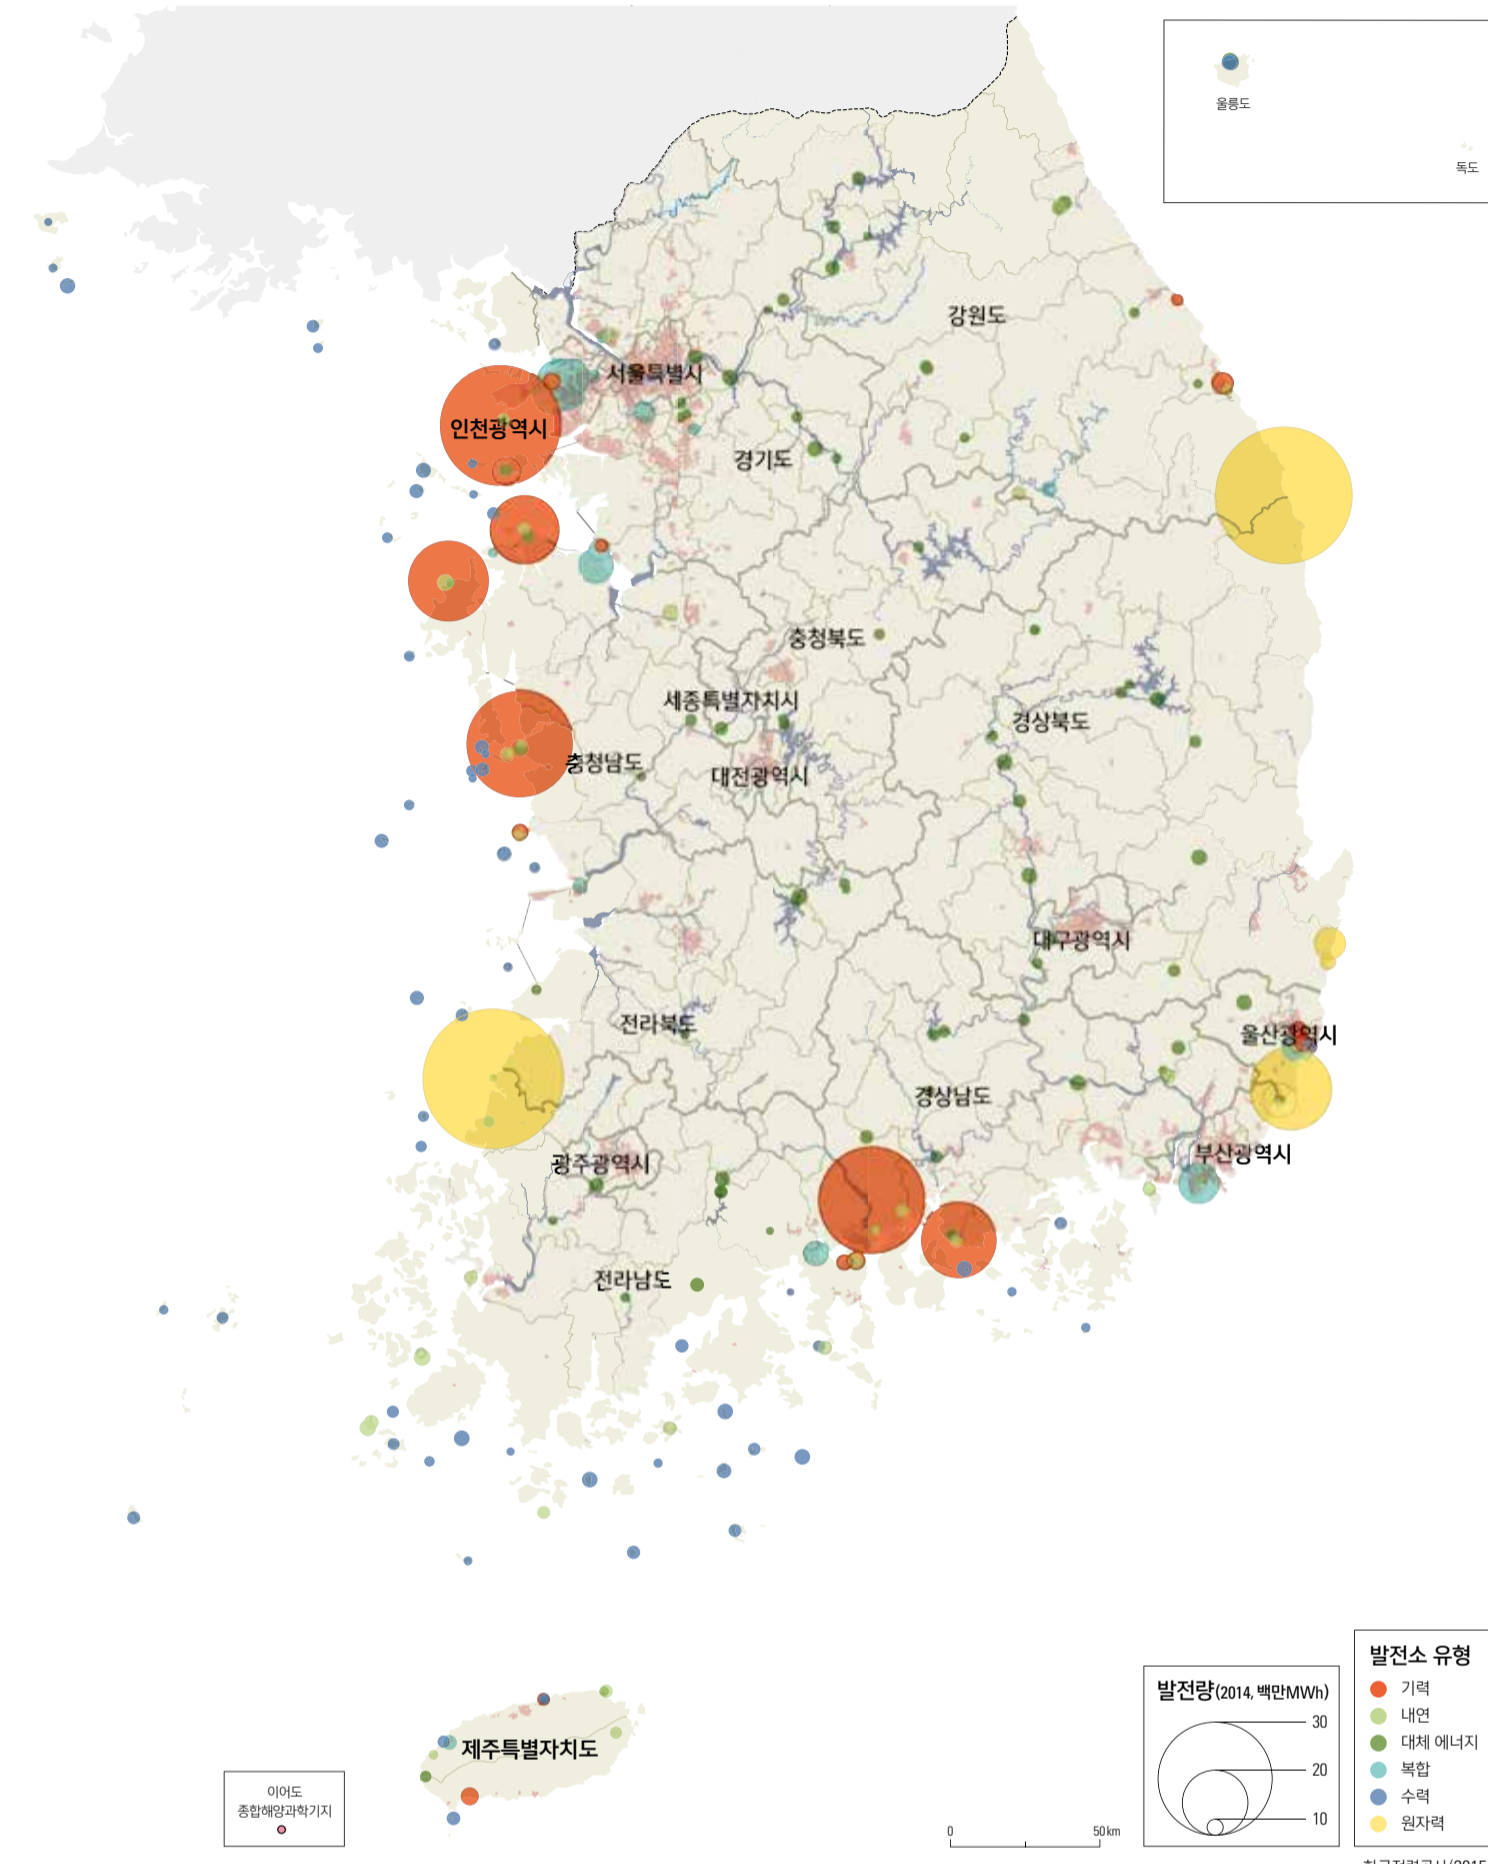 울릉도
독도
강원도
서울특별시
인천광역시
경기도
충청북도
세종특별자치시
경상북도
충청남도
대전광역시
대구광역시
전라북도
울산광역시
경상남도
부산광역시
광주광역시
전라남도
제주특별자치도
이어도
종합해양과학기지
0
50km
발전량(2014, 백만MWh)
30
20
10
발전소 유형
기력
내연
대체 에너지
복합
수력
원자력